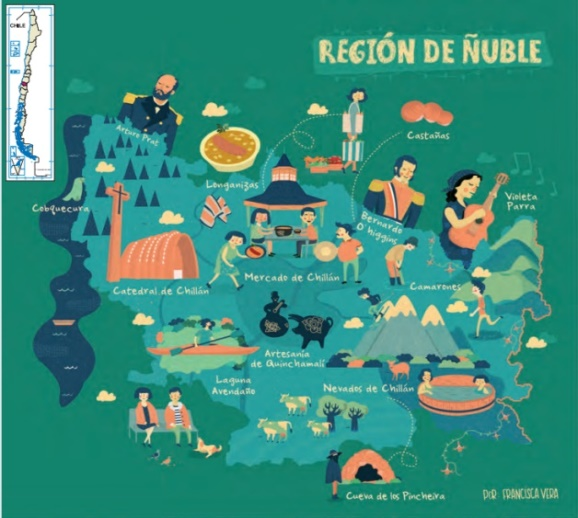 CHILE
REGIÓN DE ÑUBLE
Arturo Prat
Castañas
Longanizas
Cobquecura
Violeta
Parra
Bernardo
O'higgins
Mercado de Chillán
Catedral de Chillán
Camarones
Artesanía
de Quinchamalí
Laguna
Avendaño
Nevados de Chillán
Cueva de los Pincheira
POR FRANCISCA VERA